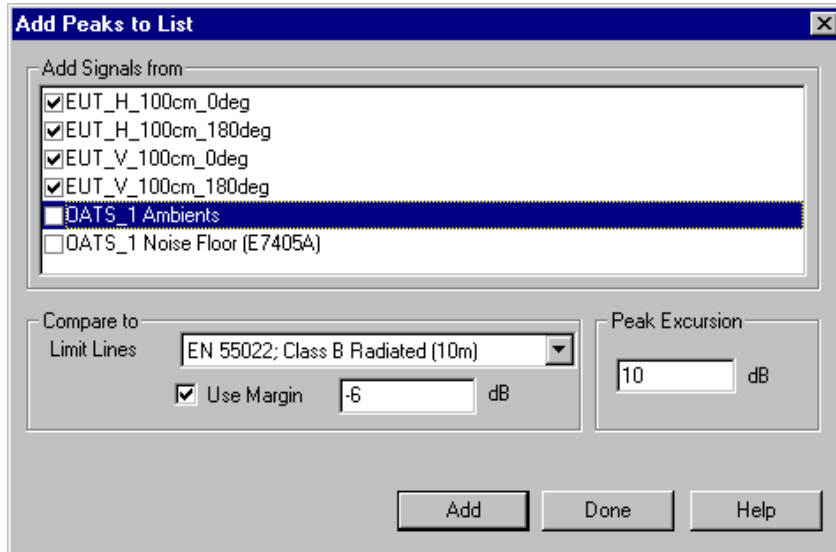 Add Peaks to List
Add Signals from
EUT_H_100cm_0deg
EUT_H_100cm_180deg
EUT_V_100cm_0deg
EUT_V_100cm_180deg
OATS_1 Ambients
OATS_1 Noise Floor (E7405A)
Compare to
Limit Lines EN 55022; Class B Radiated (10m)
Use Margin -6 dB
Peak Excursion
10 dB
Add Done Help